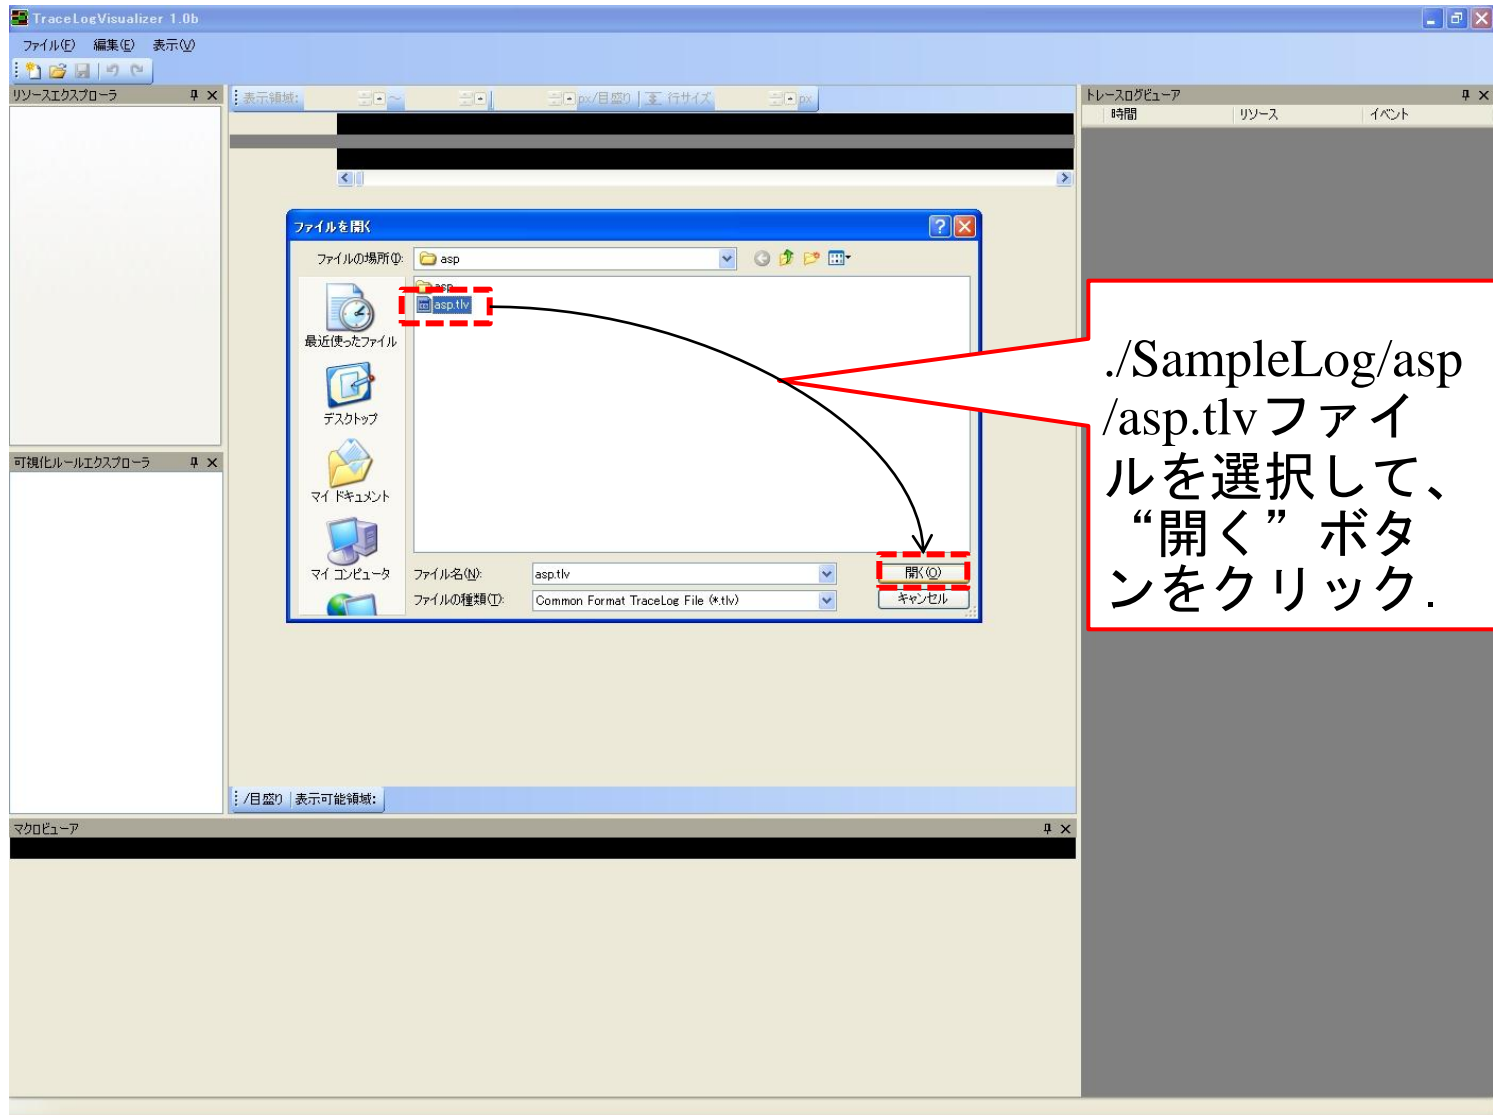 TraceLogVisualizer 1.0b
ファイル(F) 編集(E) 表示(V)
リソースエクスプローラ
表示領域: ～ px/目盛り 行サイズ px
トレースログビューア
時間 リソース イベント
ファイルを開く
ファイルの場所(I): asp
asp
asp.tlv
最近使ったファイル
デスクトップ
マイ ドキュメント
マイ コンピュータ
ファイル名(N): asp.tlv 開く(O)
ファイルの種類(T): Common Format TraceLog File (*.tlv) キャンセル
./SampleLog/asp
/asp.tlvファイ
ルを選択して、
“開く”ボタ
ンをクリック.
可視化ルールエクスプローラ
/目盛り 表示可能領域:
マクロビューア